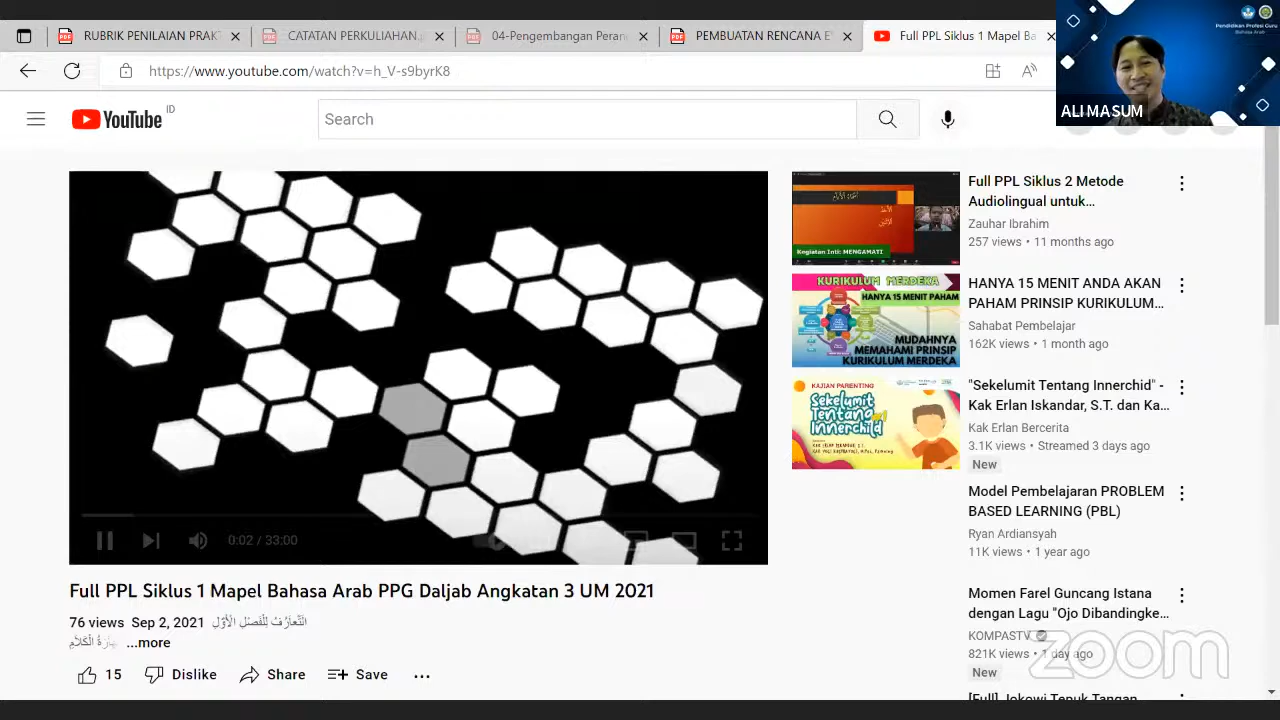 RUBRIK PENILAIAN PRAKT
CATATAN PERKULIAHAN.p
04-Pengembangan Peran
PEMBUATAN RENCANA E
Full PPL Siklus 1 Mapel Ba
Pendidikan Profesi Guru
Bahasa Arab
ALI MASUM
https://www.youtube.com/watch?v=h_V-s9byrK8
YouTube ID
Search
0:02 / 33:00
Full PPL Siklus 1 Mapel Bahasa Arab PPG Daljab Angkatan 3 UM 2021
76 views Sep 2, 2021 التَّعَارُفُ لِلْفَصْلِ الْأَوَّلِ
مَهَارَةُ الْكَلَامِ ...more
15 Dislike Share Save ...
Kegiatan Inti: MENGAMATI
Full PPL Siklus 2 Metode
Audiolingual untuk...
Zauhar Ibrahim
257 views • 11 months ago
KURIKULUM MERDEKA
HANYA 15 MENIT PAHAM
MUDAHNYA
MEMAHAMI PRINSIP
KURIKULUM MERDEKA
HANYA 15 MENIT ANDA AKAN
PAHAM PRINSIP KURIKULUM...
Sahabat Pembelajar
162K views • 1 month ago
KAJIAN PARENTING
Sekelumit
Tentang
Innerchild
"Sekelumit Tentang Innerchid" -
Kak Erlan Iskandar, S.T. dan Ka...
Kak Erlan Bercerita
3.1K views • Streamed 3 days ago
New
Model Pembelajaran PROBLEM
BASED LEARNING (PBL)
Ryan Ardiansyah
11K views • 1 year ago
Momen Farel Guncang Istana
dengan Lagu "Ojo Dibandingke...
KOMPASTV
821K views • 1 day ago
New
[Full] Jokowi Tepuk Tangan
zoom